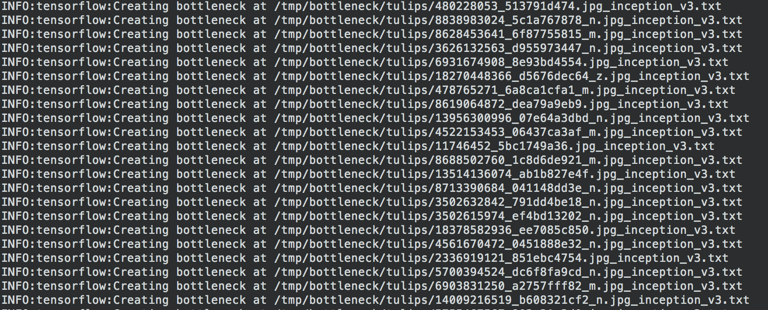 INFO:tensorflow:Creating bottleneck at /tmp/bottleneck/tulips/480228053_513791d474.jpg_inception_v3.txt
INFO:tensorflow:Creating bottleneck at /tmp/bottleneck/tulips/8838983024_5c1a767878_n.jpg_inception_v3.txt
INFO:tensorflow:Creating bottleneck at /tmp/bottleneck/tulips/8628453641_6f87755815_m.jpg_inception_v3.txt
INFO:tensorflow:Creating bottleneck at /tmp/bottleneck/tulips/3626132563_d955973447_n.jpg_inception_v3.txt
INFO:tensorflow:Creating bottleneck at /tmp/bottleneck/tulips/6931674908_8e93bd4554.jpg_inception_v3.txt
INFO:tensorflow:Creating bottleneck at /tmp/bottleneck/tulips/18270448366_d5676dec64_z.jpg_inception_v3.txt
INFO:tensorflow:Creating bottleneck at /tmp/bottleneck/tulips/478765271_6a8ca1cfa1_m.jpg_inception_v3.txt
INFO:tensorflow:Creating bottleneck at /tmp/bottleneck/tulips/8619064872_dea79a9eb9.jpg_inception_v3.txt
INFO:tensorflow:Creating bottleneck at /tmp/bottleneck/tulips/13956300996_07e64a3dbd_n.jpg_inception_v3.txt
INFO:tensorflow:Creating bottleneck at /tmp/bottleneck/tulips/4522153453_06437ca3af_m.jpg_inception_v3.txt
INFO:tensorflow:Creating bottleneck at /tmp/bottleneck/tulips/11746452_5bc1749a36.jpg_inception_v3.txt
INFO:tensorflow:Creating bottleneck at /tmp/bottleneck/tulips/8688502760_1c8d6de921_m.jpg_inception_v3.txt
INFO:tensorflow:Creating bottleneck at /tmp/bottleneck/tulips/13514136074_ab1b827e4f.jpg_inception_v3.txt
INFO:tensorflow:Creating bottleneck at /tmp/bottleneck/tulips/8713390684_041148dd3e_n.jpg_inception_v3.txt
INFO:tensorflow:Creating bottleneck at /tmp/bottleneck/tulips/3502632842_791dd4be18_n.jpg_inception_v3.txt
INFO:tensorflow:Creating bottleneck at /tmp/bottleneck/tulips/3502615974_ef4bd13202_n.jpg_inception_v3.txt
INFO:tensorflow:Creating bottleneck at /tmp/bottleneck/tulips/18378582936_ee7085c850.jpg_inception_v3.txt
INFO:tensorflow:Creating bottleneck at /tmp/bottleneck/tulips/4561670472_0451888e32_n.jpg_inception_v3.txt
INFO:tensorflow:Creating bottleneck at /tmp/bottleneck/tulips/2336919121_851ebc4754.jpg_inception_v3.txt
INFO:tensorflow:Creating bottleneck at /tmp/bottleneck/tulips/5700394524_dc6f8fa9cd_n.jpg_inception_v3.txt
INFO:tensorflow:Creating bottleneck at /tmp/bottleneck/tulips/6903831250_a2757fff82_m.jpg_inception_v3.txt
INFO:tensorflow:Creating bottleneck at /tmp/bottleneck/tulips/14009216519_b608321cf2_n.jpg_inception_v3.txt